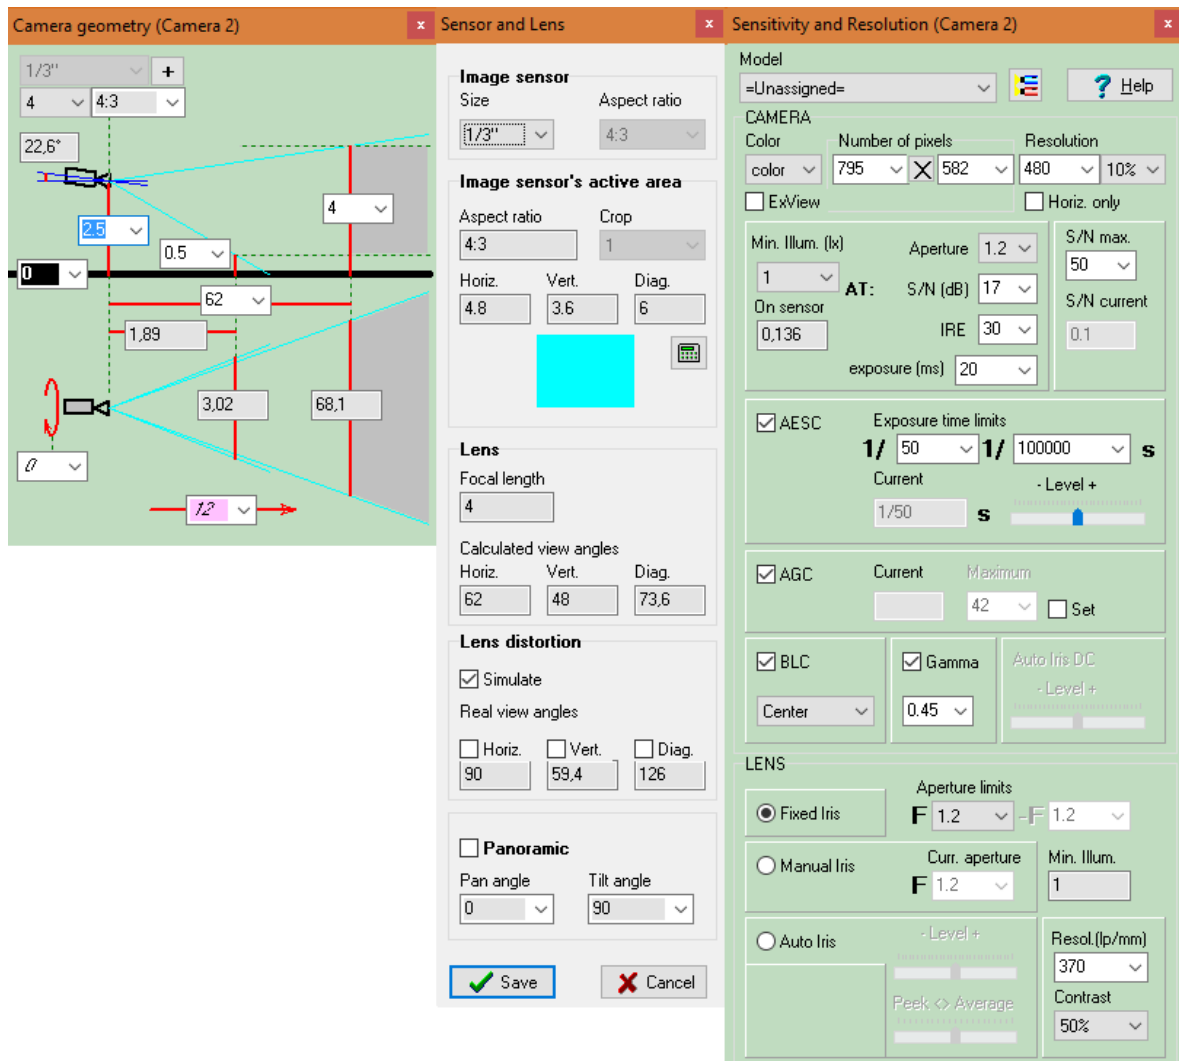 Camera geometry (Camera 2)
x
1/3''
+
4
4:3
22,6°
4
2.5
0.5
0
62
1,89
3,02
68,1
0
12
Sensor and Lens
x
Image sensor
Size
Aspect ratio
1/3''
4:3
Image sensor's active area
Aspect ratio
Crop
4:3
1
Horiz.
Vert.
Diag.
4.8
3.6
6
Lens
Focal length
4
Calculated view angles
Horiz.
Vert.
Diag.
62
48
73,6
Lens distortion
Simulate
Real view angles
Horiz.
Vert.
Diag.
90
59,4
126
Panoramic
Pan angle
Tilt angle
0
90
Save
Cancel
Sensitivity and Resolution (Camera 2)
x
Model
=Unassigned=
? Help
CAMERA
Color
Number of pixels
Resolution
color
795
X
582
480
10%
ExView
Horiz. only
Min. Illum. (lx)
Aperture
1.2
1
AT:
S/N (dB)
17
On sensor
0,136
IRE
30
exposure (ms)
20
S/N max.
50
S/N current
0.1
AESC
Exposure time limits
1/ 50 1/ 100000 s
Current
- Level +
1/50 s
AGC
Current
Maximum
42
Set
BLC
Gamma
Auto Iris DC
- Level +
Center
0.45
LENS
Aperture limits
Fixed Iris
F 1.2 -F 1.2
Manual Iris
Curr. aperture
F 1.2
Min. Illum.
1
Auto Iris
- Level +
Peek <> Average
Resol.(lp/mm)
370
Contrast
50%